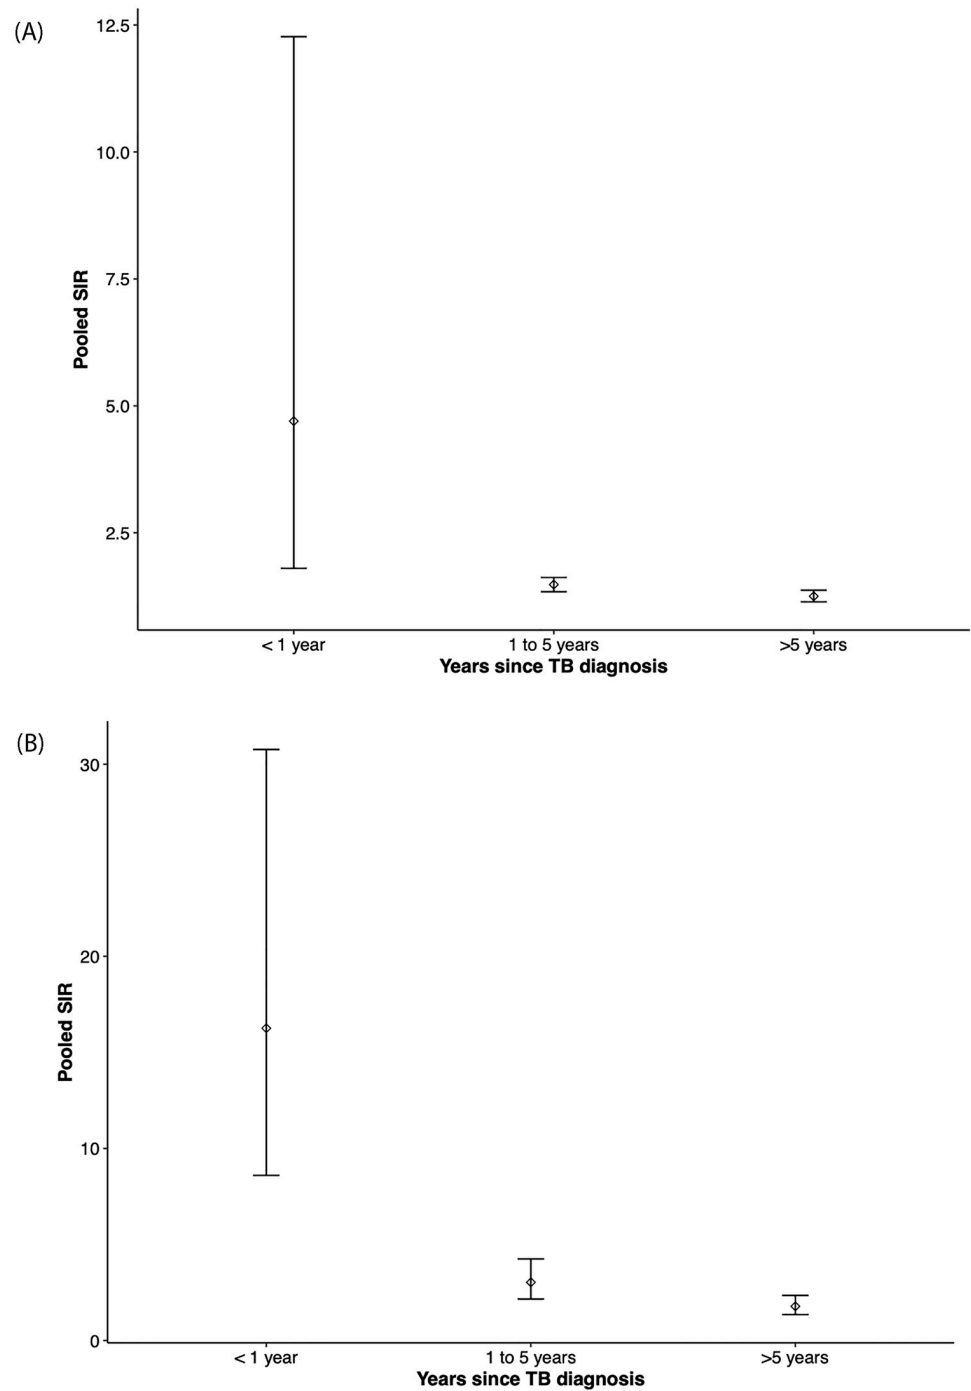 (A)
12.5
10.0
7.5
5.0
2.5
Pooled SIR
< 1 year
1 to 5 years
>5 years
Years since TB diagnosis
(B)
30
20
10
0
Pooled SIR
< 1 year
1 to 5 years
>5 years
Years since TB diagnosis